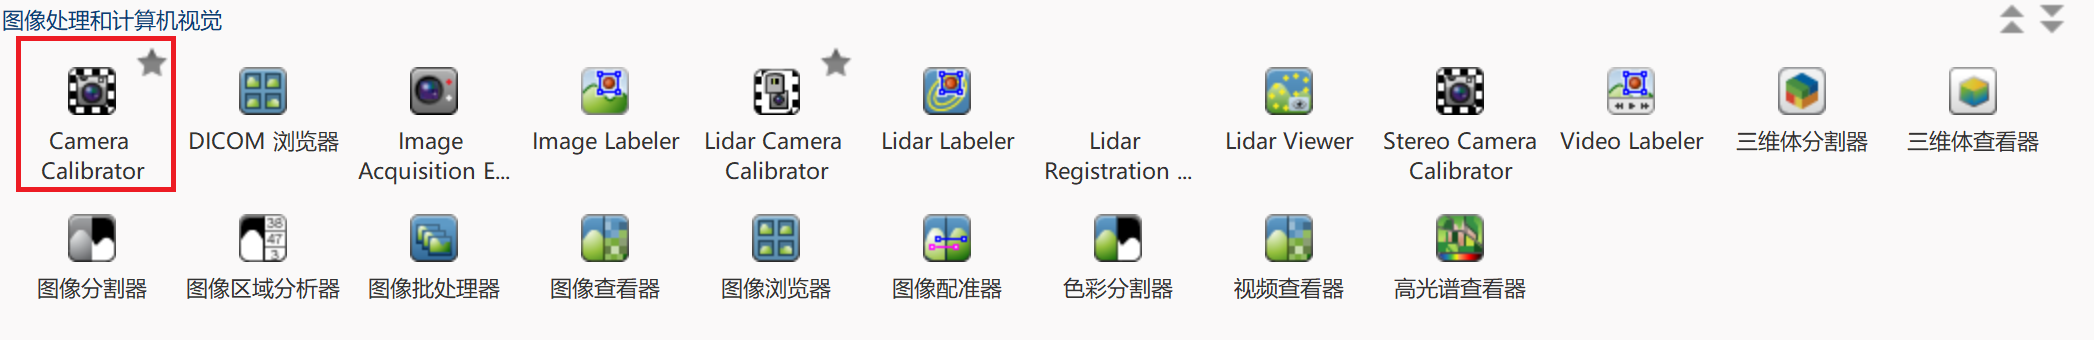 图像处理和计算机视觉
Camera
Calibrator
DICOM 浏览器
Image
Acquisition E...
Image Labeler
Lidar Camera
Calibrator
Lidar Labeler
Lidar
Registration ...
Lidar Viewer
Stereo Camera
Calibrator
Video Labeler
三维体分割器
三维体查看器
38
47
3
图像分割器
图像区域分析器
图像批处理器
图像查看器
图像浏览器
图像配准器
色彩分割器
视频查看器
高光谱查看器